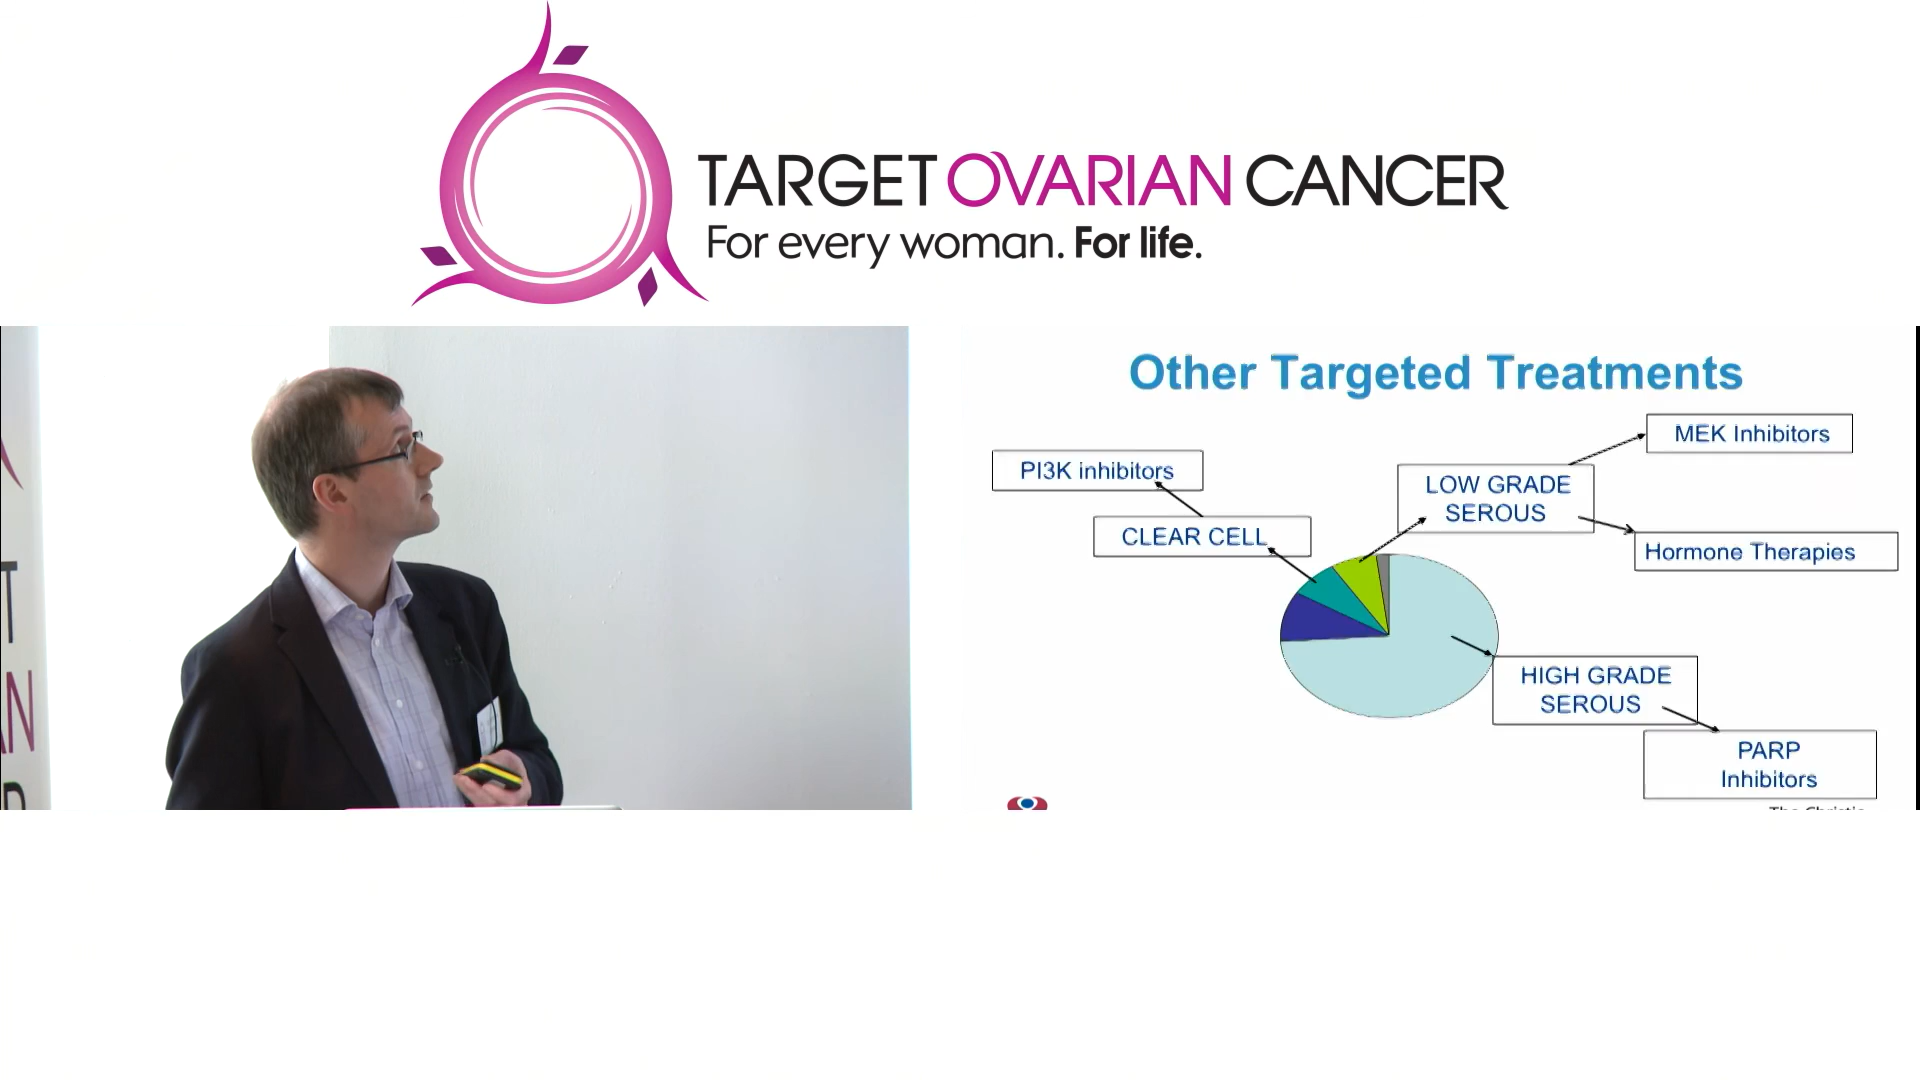 TARGET OVARIAN CANCER
For every woman. For life.
Other Targeted Treatments
MEK Inhibitors
PI3K inhibitors
LOW GRADE
SEROUS
CLEAR CELL
Hormone Therapies
HIGH GRADE
SEROUS
PARP
Inhibitors